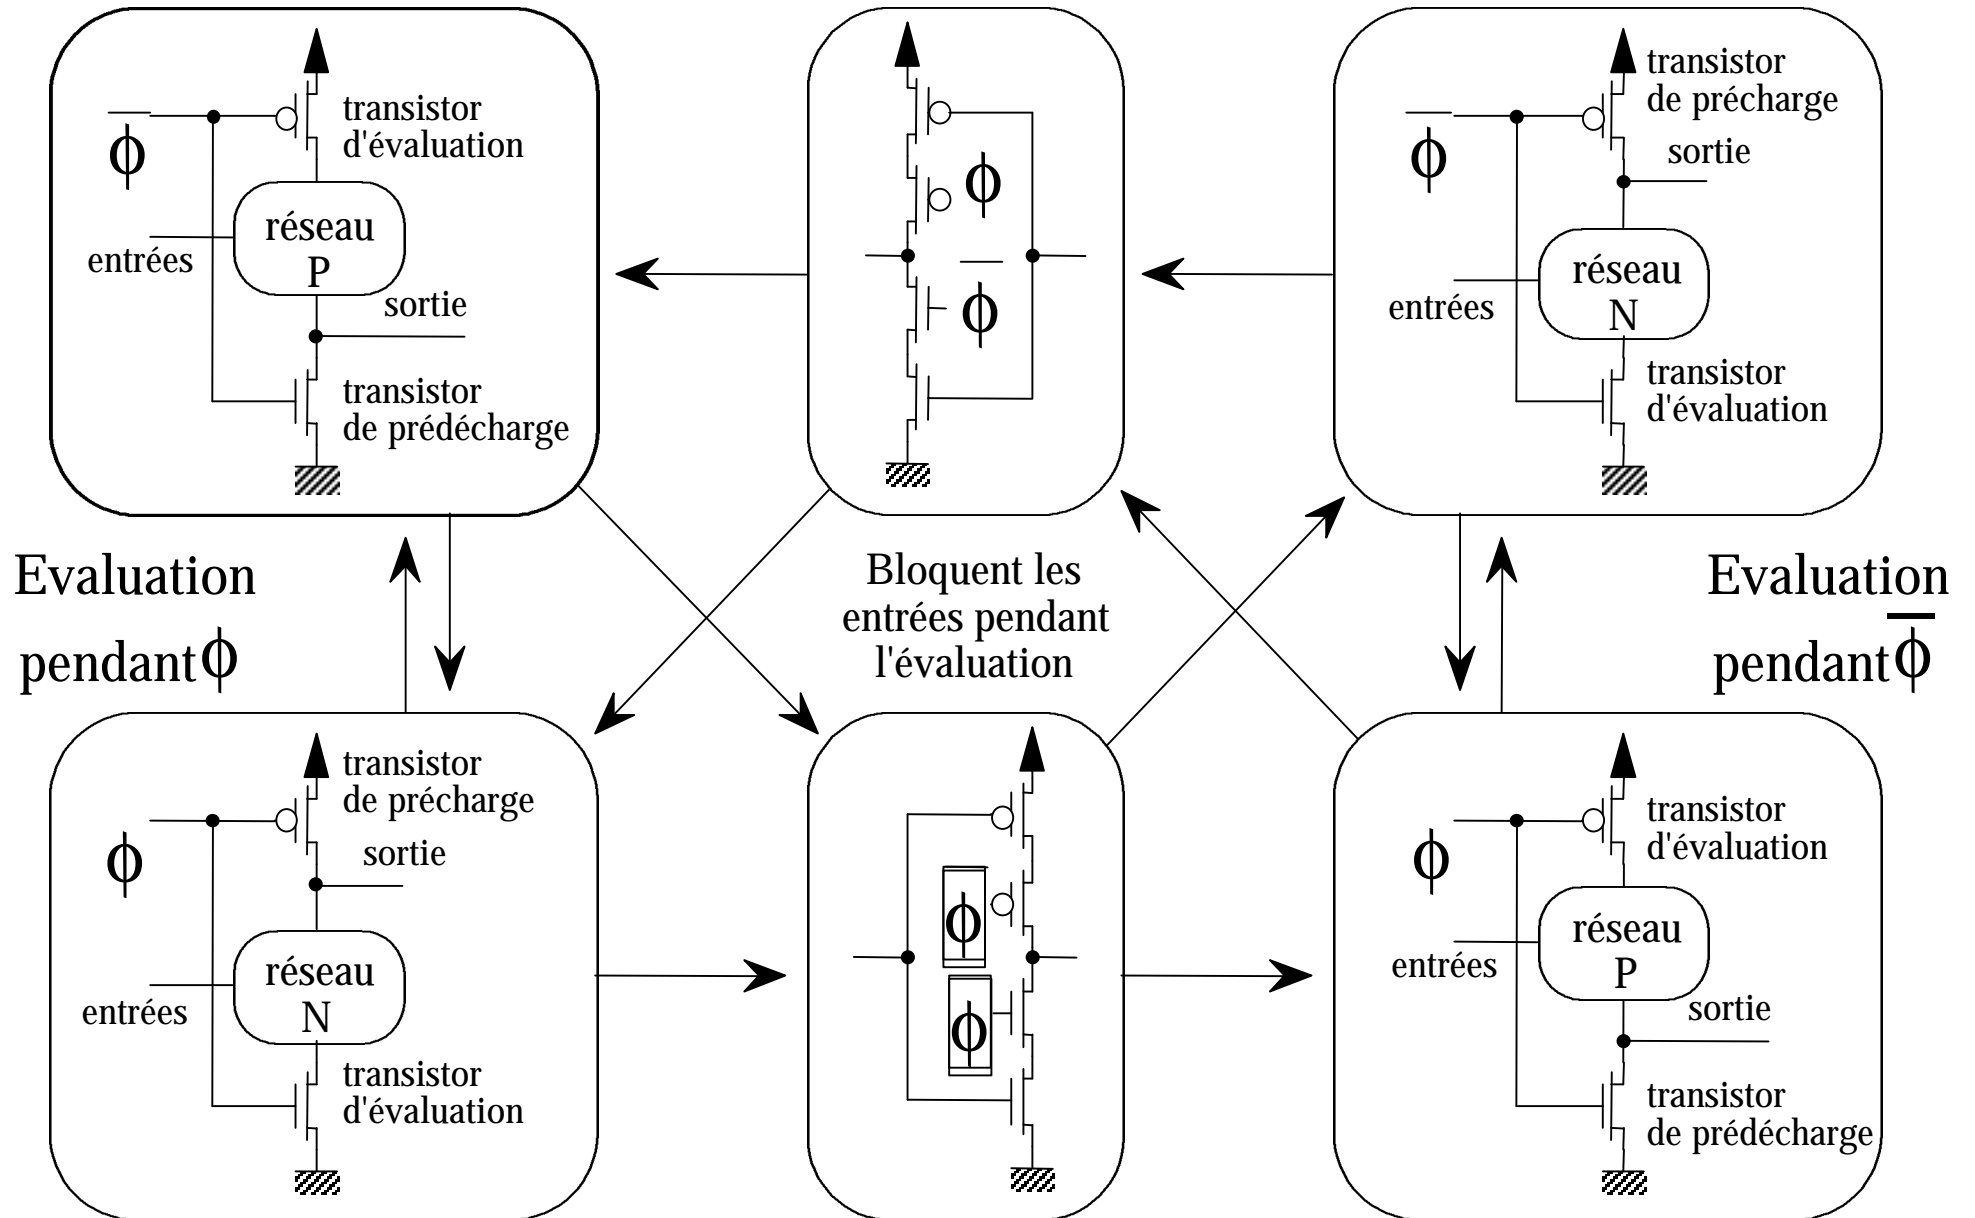 transistor
d'évaluation
ϕ̅
réseau
P
entrées
sortie
transistor
de prédécharge
ϕ
ϕ̅
transistor
de précharge
sortie
ϕ̅
réseau
N
entrées
transistor
d'évaluation
Evaluation
pendant ϕ
Bloquent les
entrées pendant
l'évaluation
Evaluation
pendant ϕ̅
transistor
de précharge
sortie
ϕ
réseau
N
entrées
transistor
d'évaluation
ϕ
ϕ
transistor
d'évaluation
ϕ
réseau
P
entrées
sortie
transistor
de prédécharge